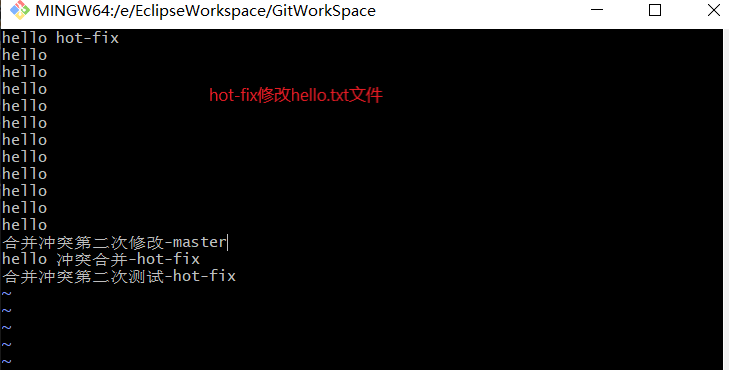 MINGW64:/e/EclipseWorkspace/GitWorkSpace
hello hot-fix
hello
hello
hello
hot-fix修改hello.txt文件
hello
hello
hello
hello
hello
hello
hello
hello
合并冲突第二次修改-master
hello 冲突合并-hot-fix
合并冲突第二次测试-hot-fix
~
~
~
~
~